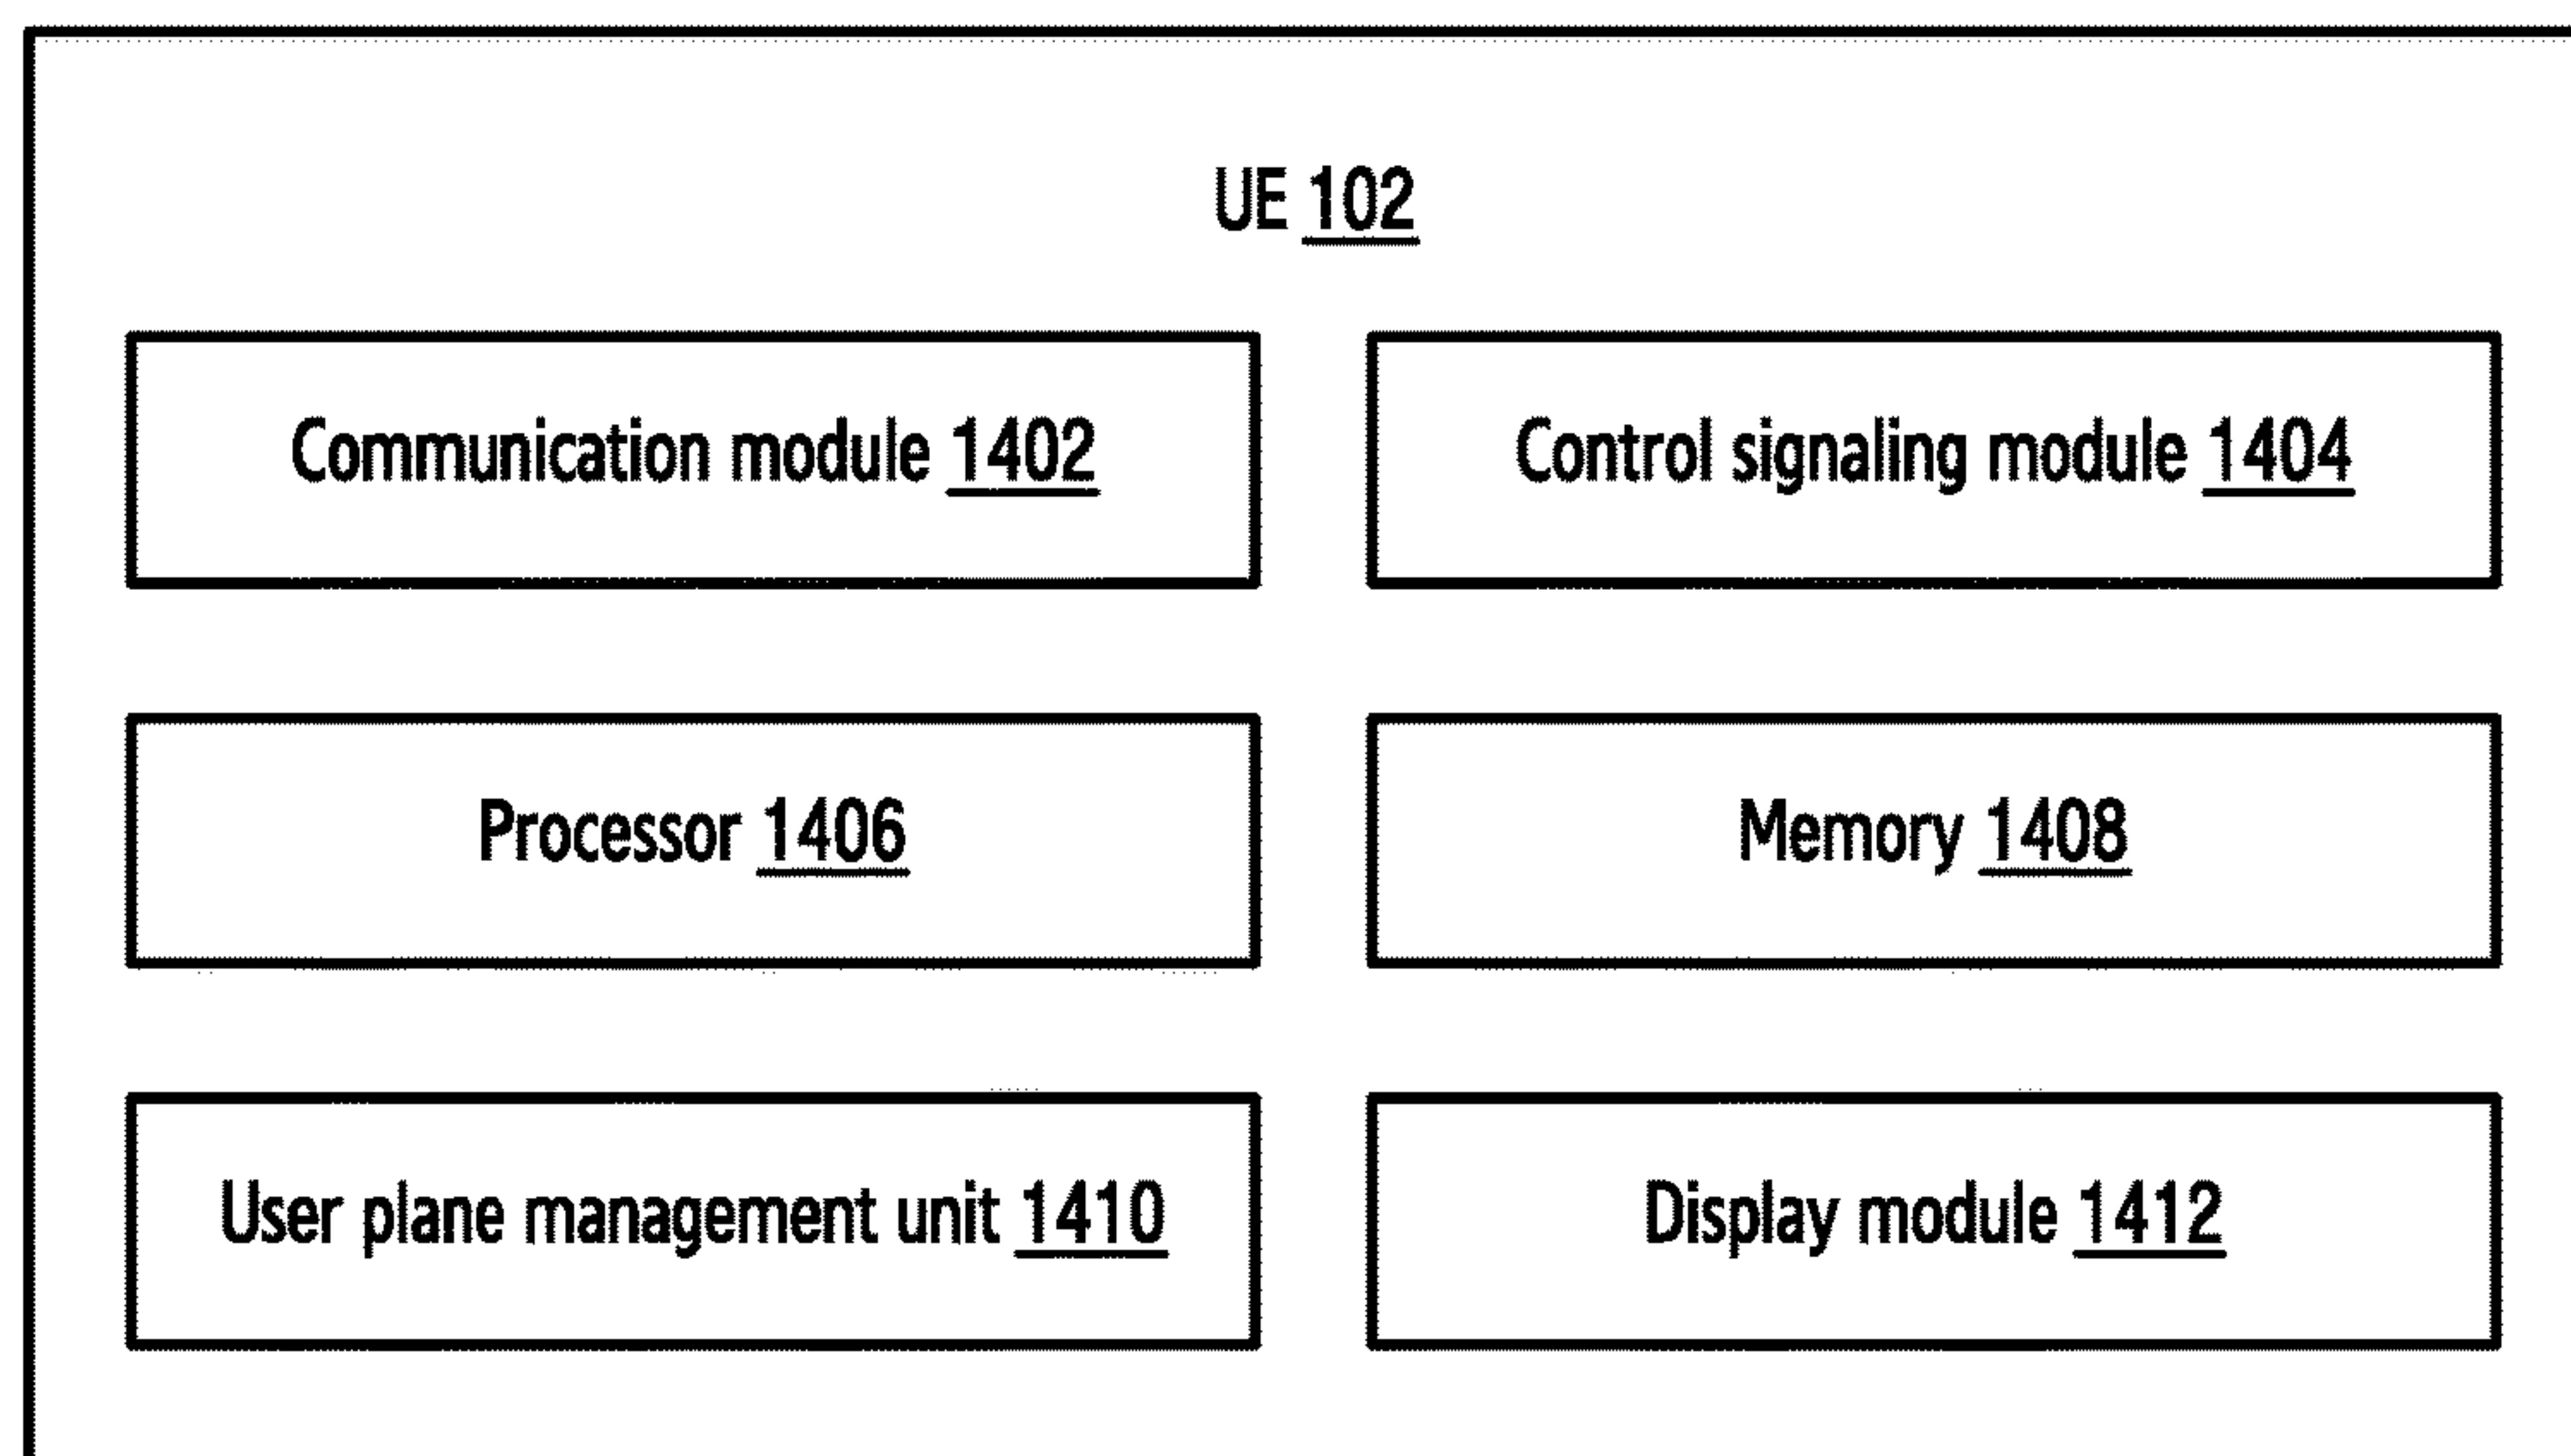 UE 102
Communication module 1402
Control signaling module 1404
Processor 1406
Memory 1408
User plane management unit 1410
Display module 1412